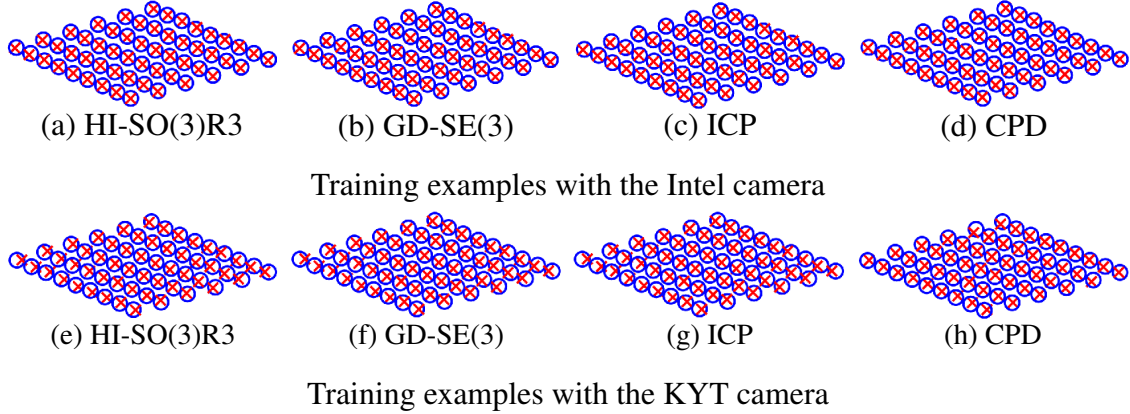 (a) HI-SO(3)R3 (b) GD-SE(3) (c) ICP (d) CPD
Training examples with the Intel camera
(e) HI-SO(3)R3 (f) GD-SE(3) (g) ICP (h) CPD
Training examples with the KYT camera